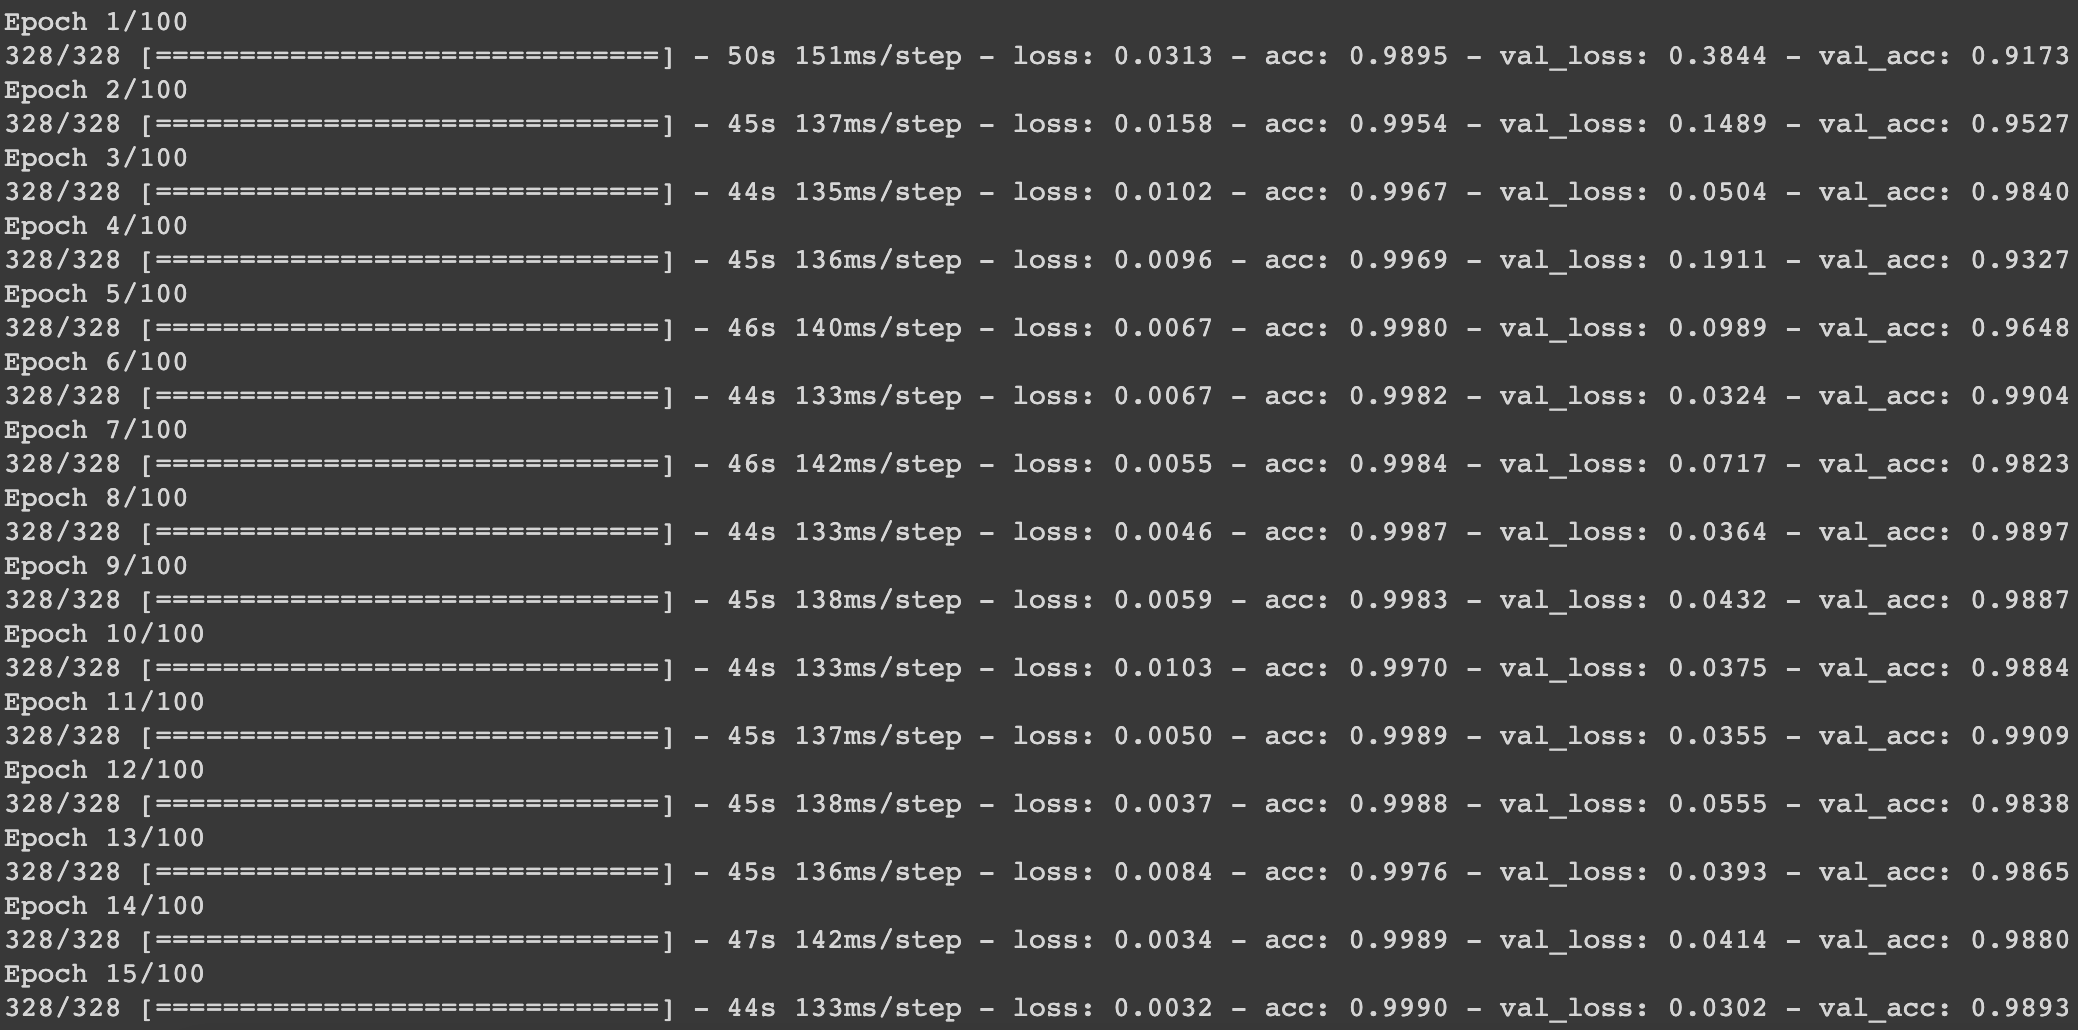 Epoch 1/100
328/328 [==============================] - 50s 151ms/step - loss: 0.0313 - acc: 0.9895 - val_loss: 0.3844 - val_acc: 0.9173
Epoch 2/100
328/328 [==============================] - 45s 137ms/step - loss: 0.0158 - acc: 0.9954 - val_loss: 0.1489 - val_acc: 0.9527
Epoch 3/100
328/328 [==============================] - 44s 135ms/step - loss: 0.0102 - acc: 0.9967 - val_loss: 0.0504 - val_acc: 0.9840
Epoch 4/100
328/328 [==============================] - 45s 136ms/step - loss: 0.0096 - acc: 0.9969 - val_loss: 0.1911 - val_acc: 0.9327
Epoch 5/100
328/328 [==============================] - 46s 140ms/step - loss: 0.0067 - acc: 0.9980 - val_loss: 0.0989 - val_acc: 0.9648
Epoch 6/100
328/328 [==============================] - 44s 133ms/step - loss: 0.0067 - acc: 0.9982 - val_loss: 0.0324 - val_acc: 0.9904
Epoch 7/100
328/328 [==============================] - 46s 142ms/step - loss: 0.0055 - acc: 0.9984 - val_loss: 0.0717 - val_acc: 0.9823
Epoch 8/100
328/328 [==============================] - 44s 133ms/step - loss: 0.0046 - acc: 0.9987 - val_loss: 0.0364 - val_acc: 0.9897
Epoch 9/100
328/328 [==============================] - 45s 138ms/step - loss: 0.0059 - acc: 0.9983 - val_loss: 0.0432 - val_acc: 0.9887
Epoch 10/100
328/328 [==============================] - 44s 133ms/step - loss: 0.0103 - acc: 0.9970 - val_loss: 0.0375 - val_acc: 0.9884
Epoch 11/100
328/328 [==============================] - 45s 137ms/step - loss: 0.0050 - acc: 0.9989 - val_loss: 0.0355 - val_acc: 0.9909
Epoch 12/100
328/328 [==============================] - 45s 138ms/step - loss: 0.0037 - acc: 0.9988 - val_loss: 0.0555 - val_acc: 0.9838
Epoch 13/100
328/328 [==============================] - 45s 136ms/step - loss: 0.0084 - acc: 0.9976 - val_loss: 0.0393 - val_acc: 0.9865
Epoch 14/100
328/328 [==============================] - 47s 142ms/step - loss: 0.0034 - acc: 0.9989 - val_loss: 0.0414 - val_acc: 0.9880
Epoch 15/100
328/328 [==============================] - 44s 133ms/step - loss: 0.0032 - acc: 0.9990 - val_loss: 0.0302 - val_acc: 0.9893